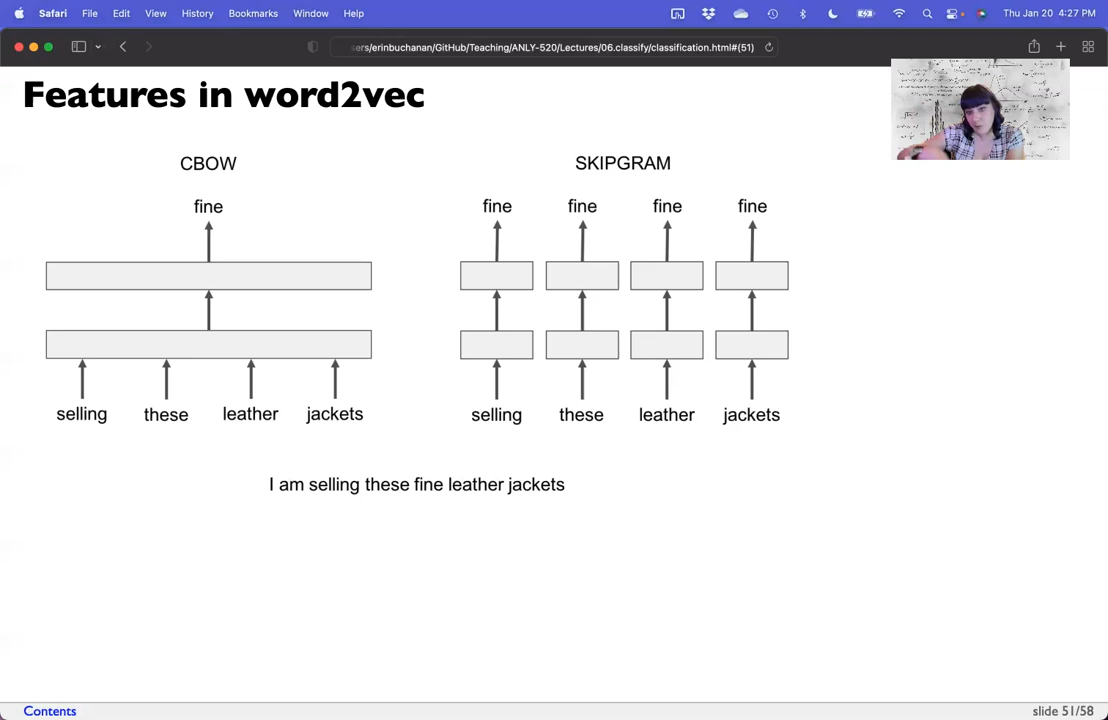 Safari File Edit View History Bookmarks Window Help Thu Jan 20 4:27 PM
sers/erinbuchanan/GitHub/Teaching/ANLY-520/Lectures/06.classify/classification.html#(51)
Features in word2vec
CBOW
SKIPGRAM
fine
fine fine fine fine
selling these leather jackets
selling these leather jackets
I am selling these fine leather jackets
Contents
slide 51/58